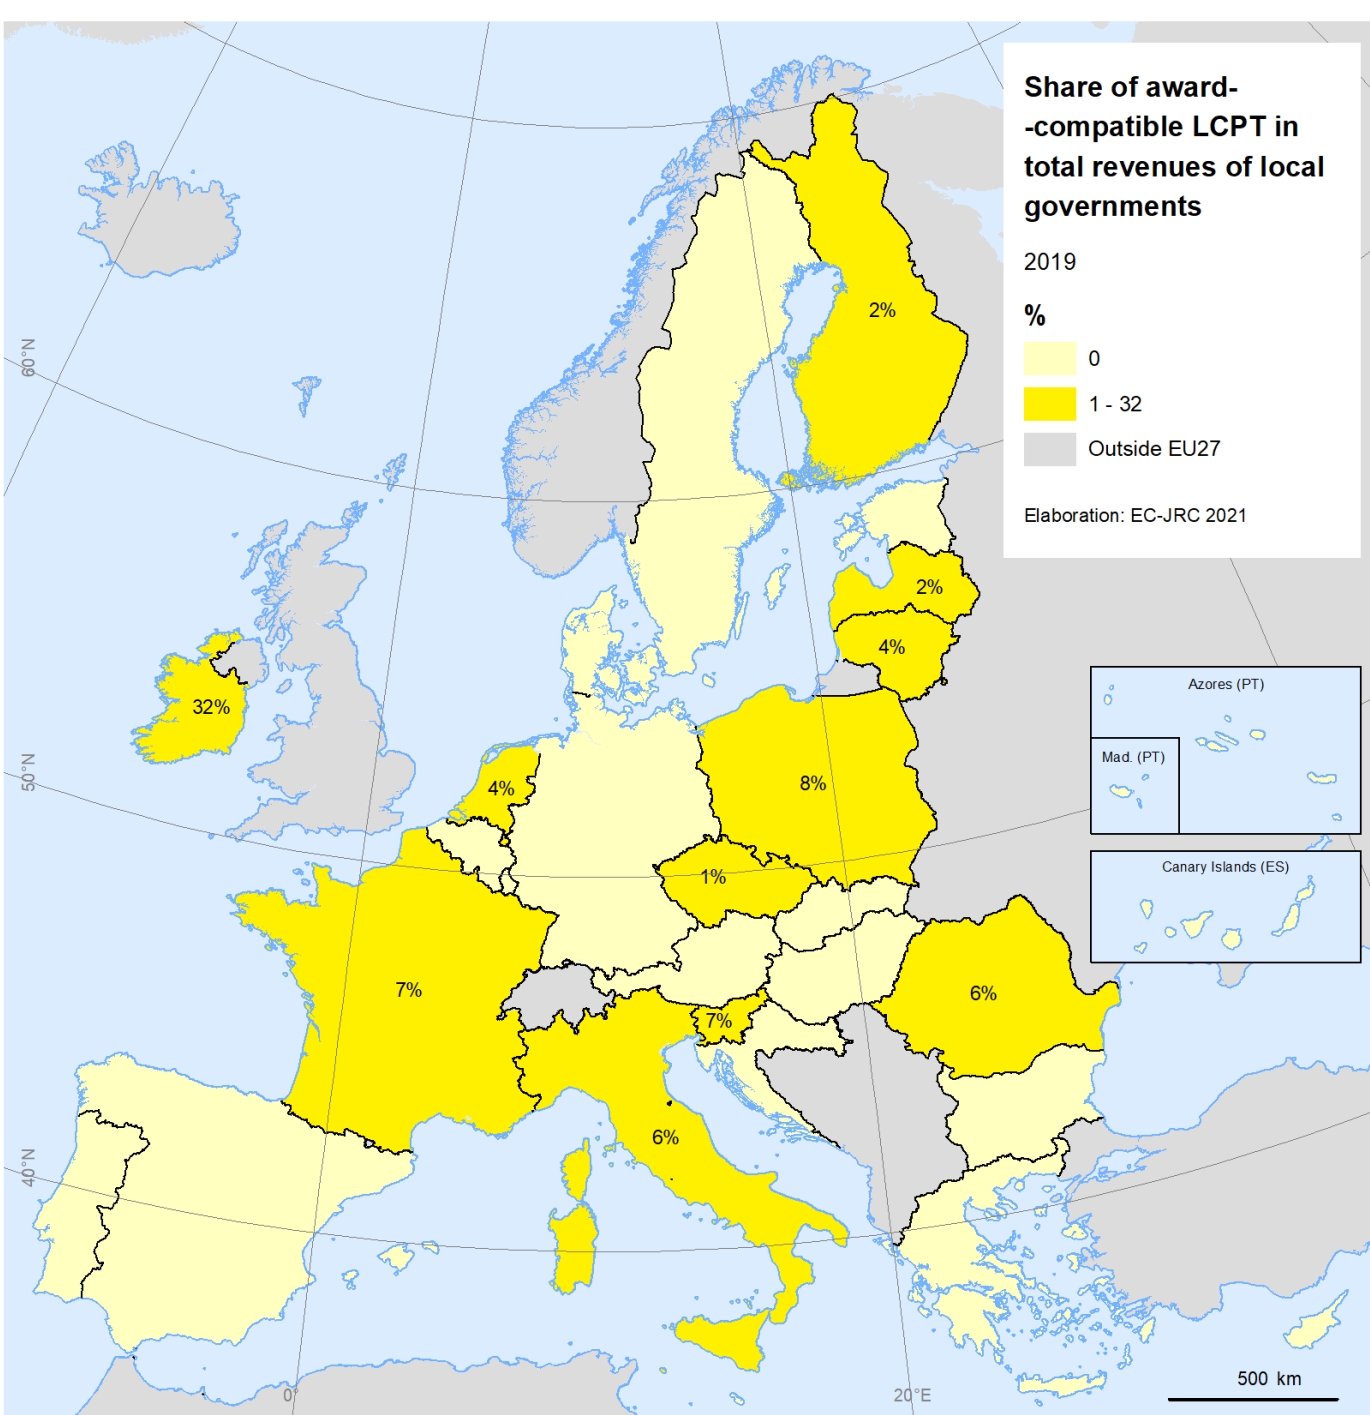 Share of award-
-compatible LCPT in
total revenues of local
governments
2019
%
0
1 - 32
Outside EU27
Elaboration: EC-JRC 2021
2%
60°N
2%
4%
Azores (PT)
32%
50°N
Mad. (PT)
4%
8%
Canary Islands (ES)
1%
7%
6%
7%
6%
40°N
500 km
0°
20°E